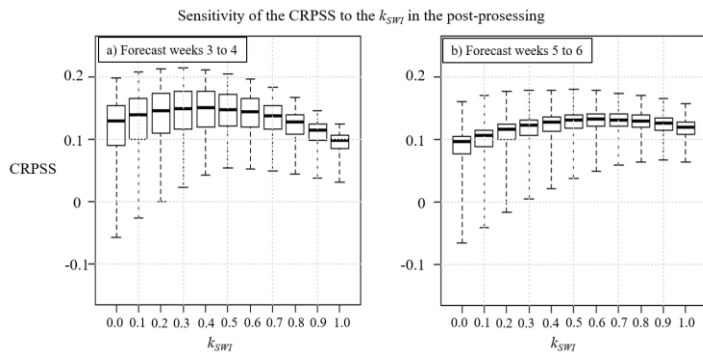 Sensitivity of the CRPSS to the k_SWI in the post-prosessing
a) Forecast weeks 3 to 4
b) Forecast weeks 5 to 6
CRPSS
0.2
0.1
0
-0.1
0.2
0.1
0
-0.1
0.0 0.1 0.2 0.3 0.4 0.5 0.6 0.7 0.8 0.9 1.0
0.0 0.1 0.2 0.3 0.4 0.5 0.6 0.7 0.8 0.9 1.0
k_SWI
k_SWI